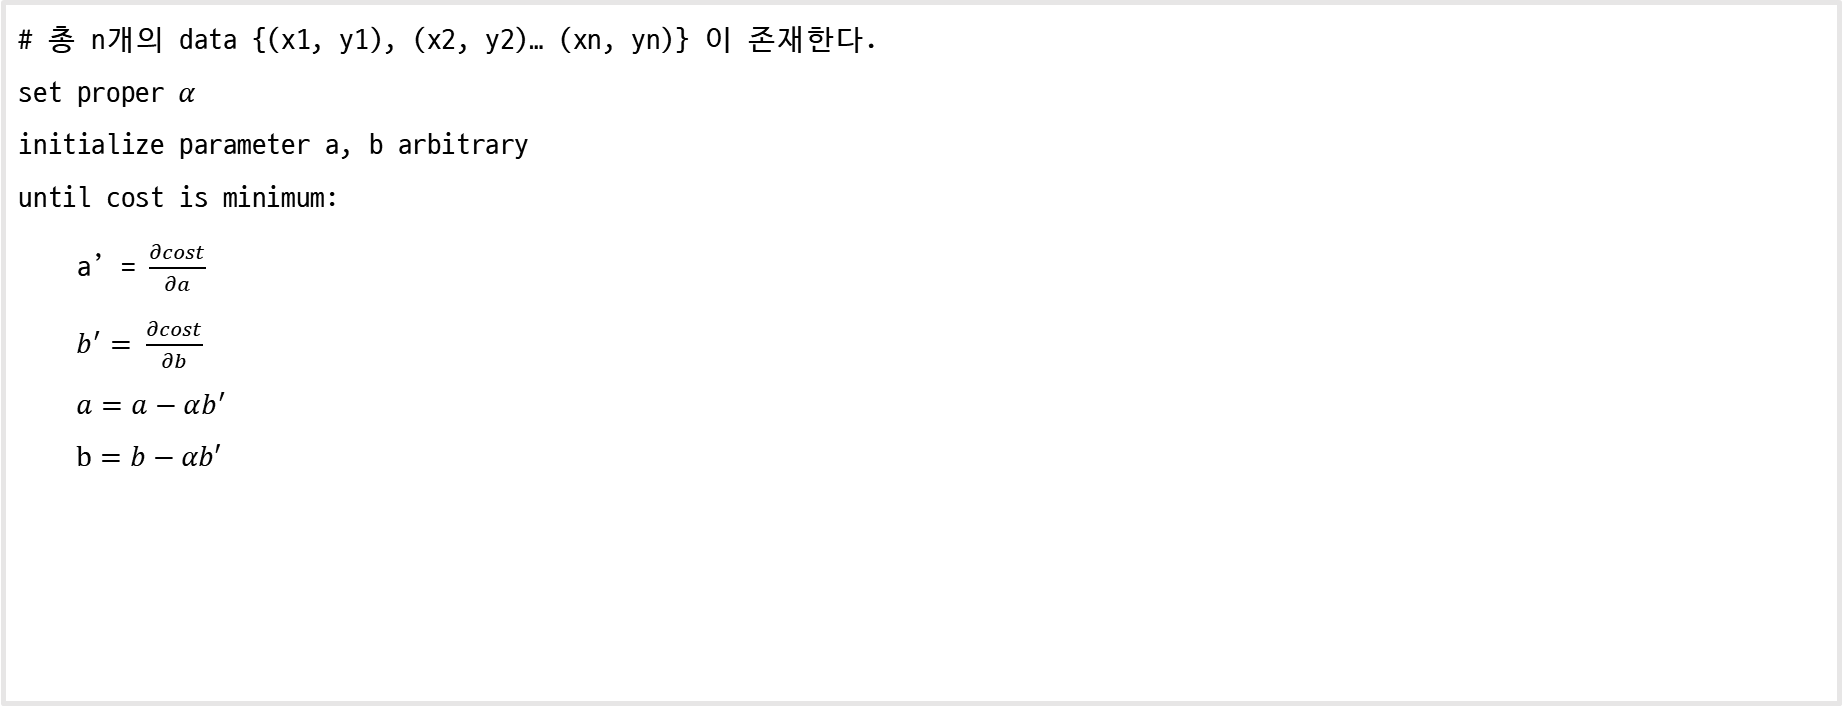 # 총 n개의 data {(x1, y1), (x2, y2)… (xn, yn)} 이 존재한다.
set proper α
initialize parameter a, b arbitrary
until cost is minimum:
a’ = ∂cost/∂a
b′ = ∂cost/∂b
a = a − αb′
b = b − αb′